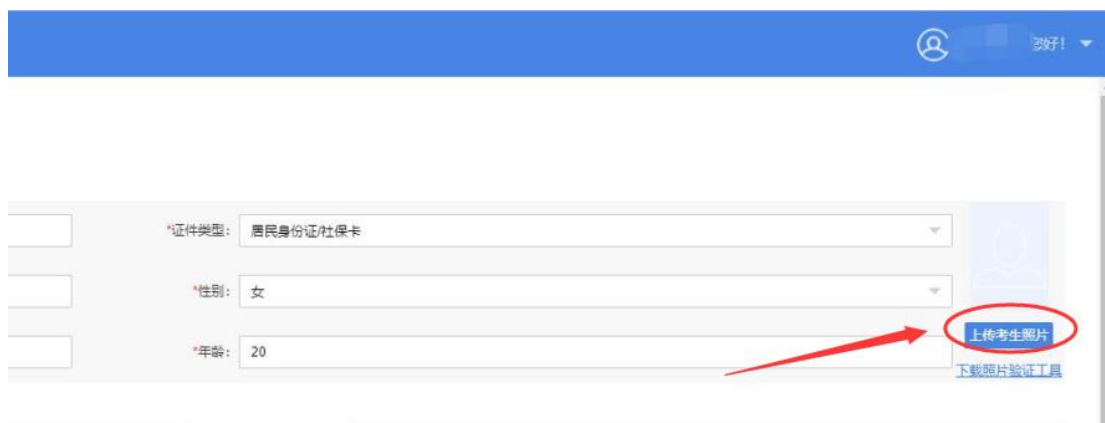 您好!
*证件类型: 居民身份证/社保卡
*性别: 女
*年龄: 20
上传考生照片
下载照片验证工具